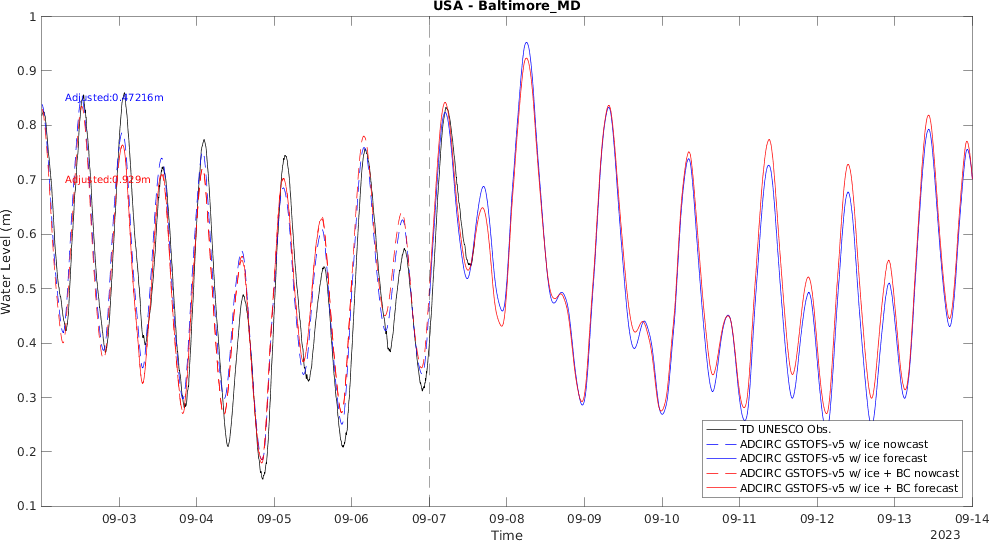 USA - Baltimore_MD
1
0.9
0.8
0.7
0.6
0.5
0.4
0.3
0.2
0.1
Water Level (m)
Adjusted:0.47216m
Adjusted:0.929m
TD UNESCO Obs.
ADCIRC GSTOFS-v5 w/ ice nowcast
ADCIRC GSTOFS-v5 w/ ice forecast
ADCIRC GSTOFS-v5 w/ ice + BC nowcast
ADCIRC GSTOFS-v5 w/ ice + BC forecast
09-03 09-04 09-05 09-06 09-07 09-08 09-09 09-10 09-11 09-12 09-13 09-14
Time
2023